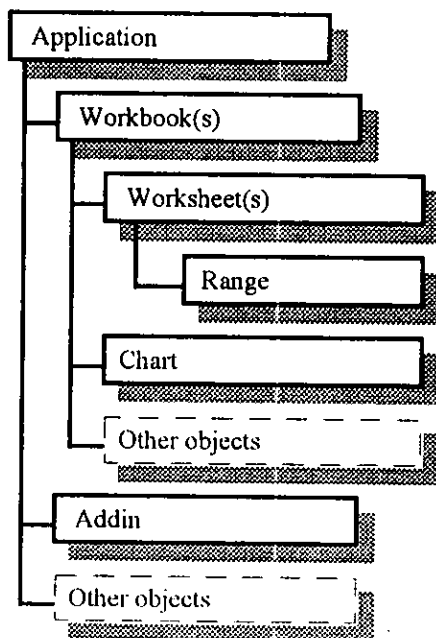 Application
Workbook(s)
Worksheet(s)
Range
Chart
Other objects
Addin
Other objects